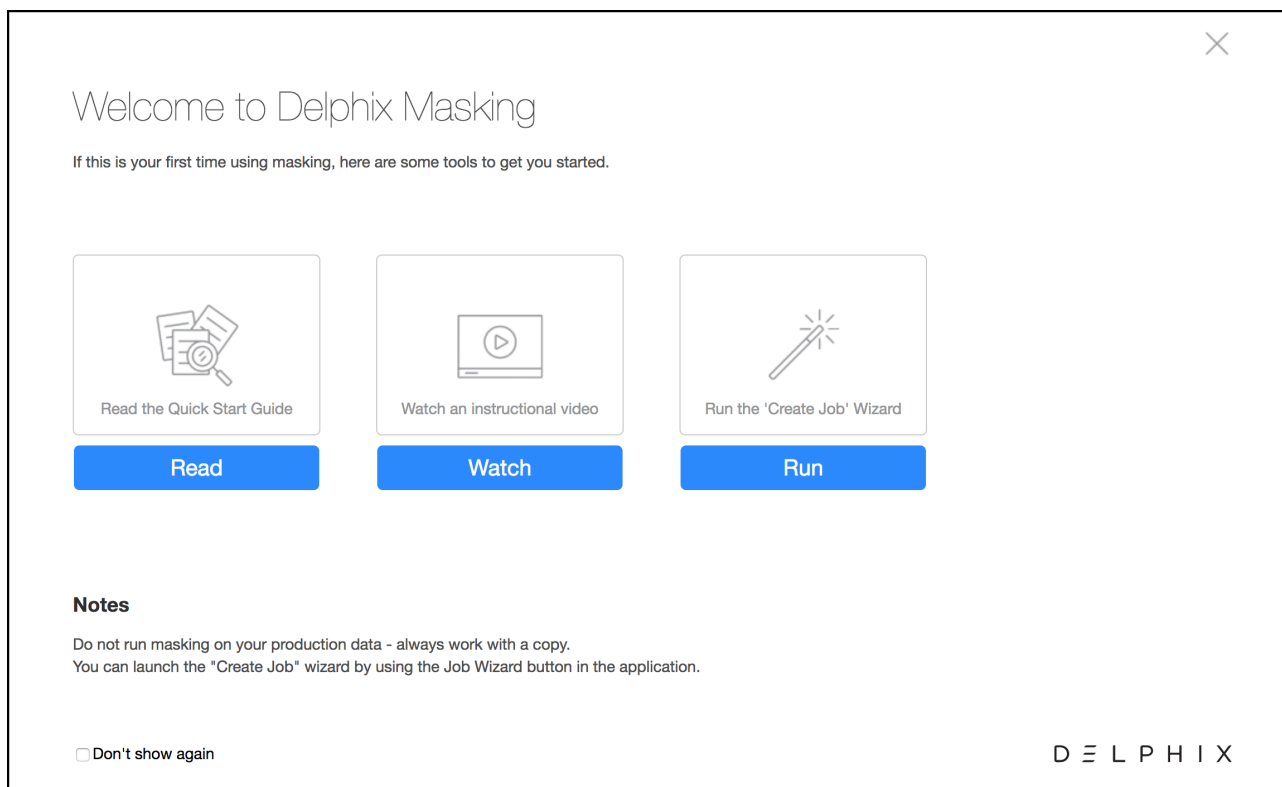 Welcome to Delphix Masking
If this is your first time using masking, here are some tools to get you started.
Read the Quick Start Guide
Watch an instructional video
Run the 'Create Job' Wizard
Read
Watch
Run
Notes
Do not run masking on your production data - always work with a copy.
You can launch the "Create Job" wizard by using the Job Wizard button in the application.
Don't show again
DELPHIX